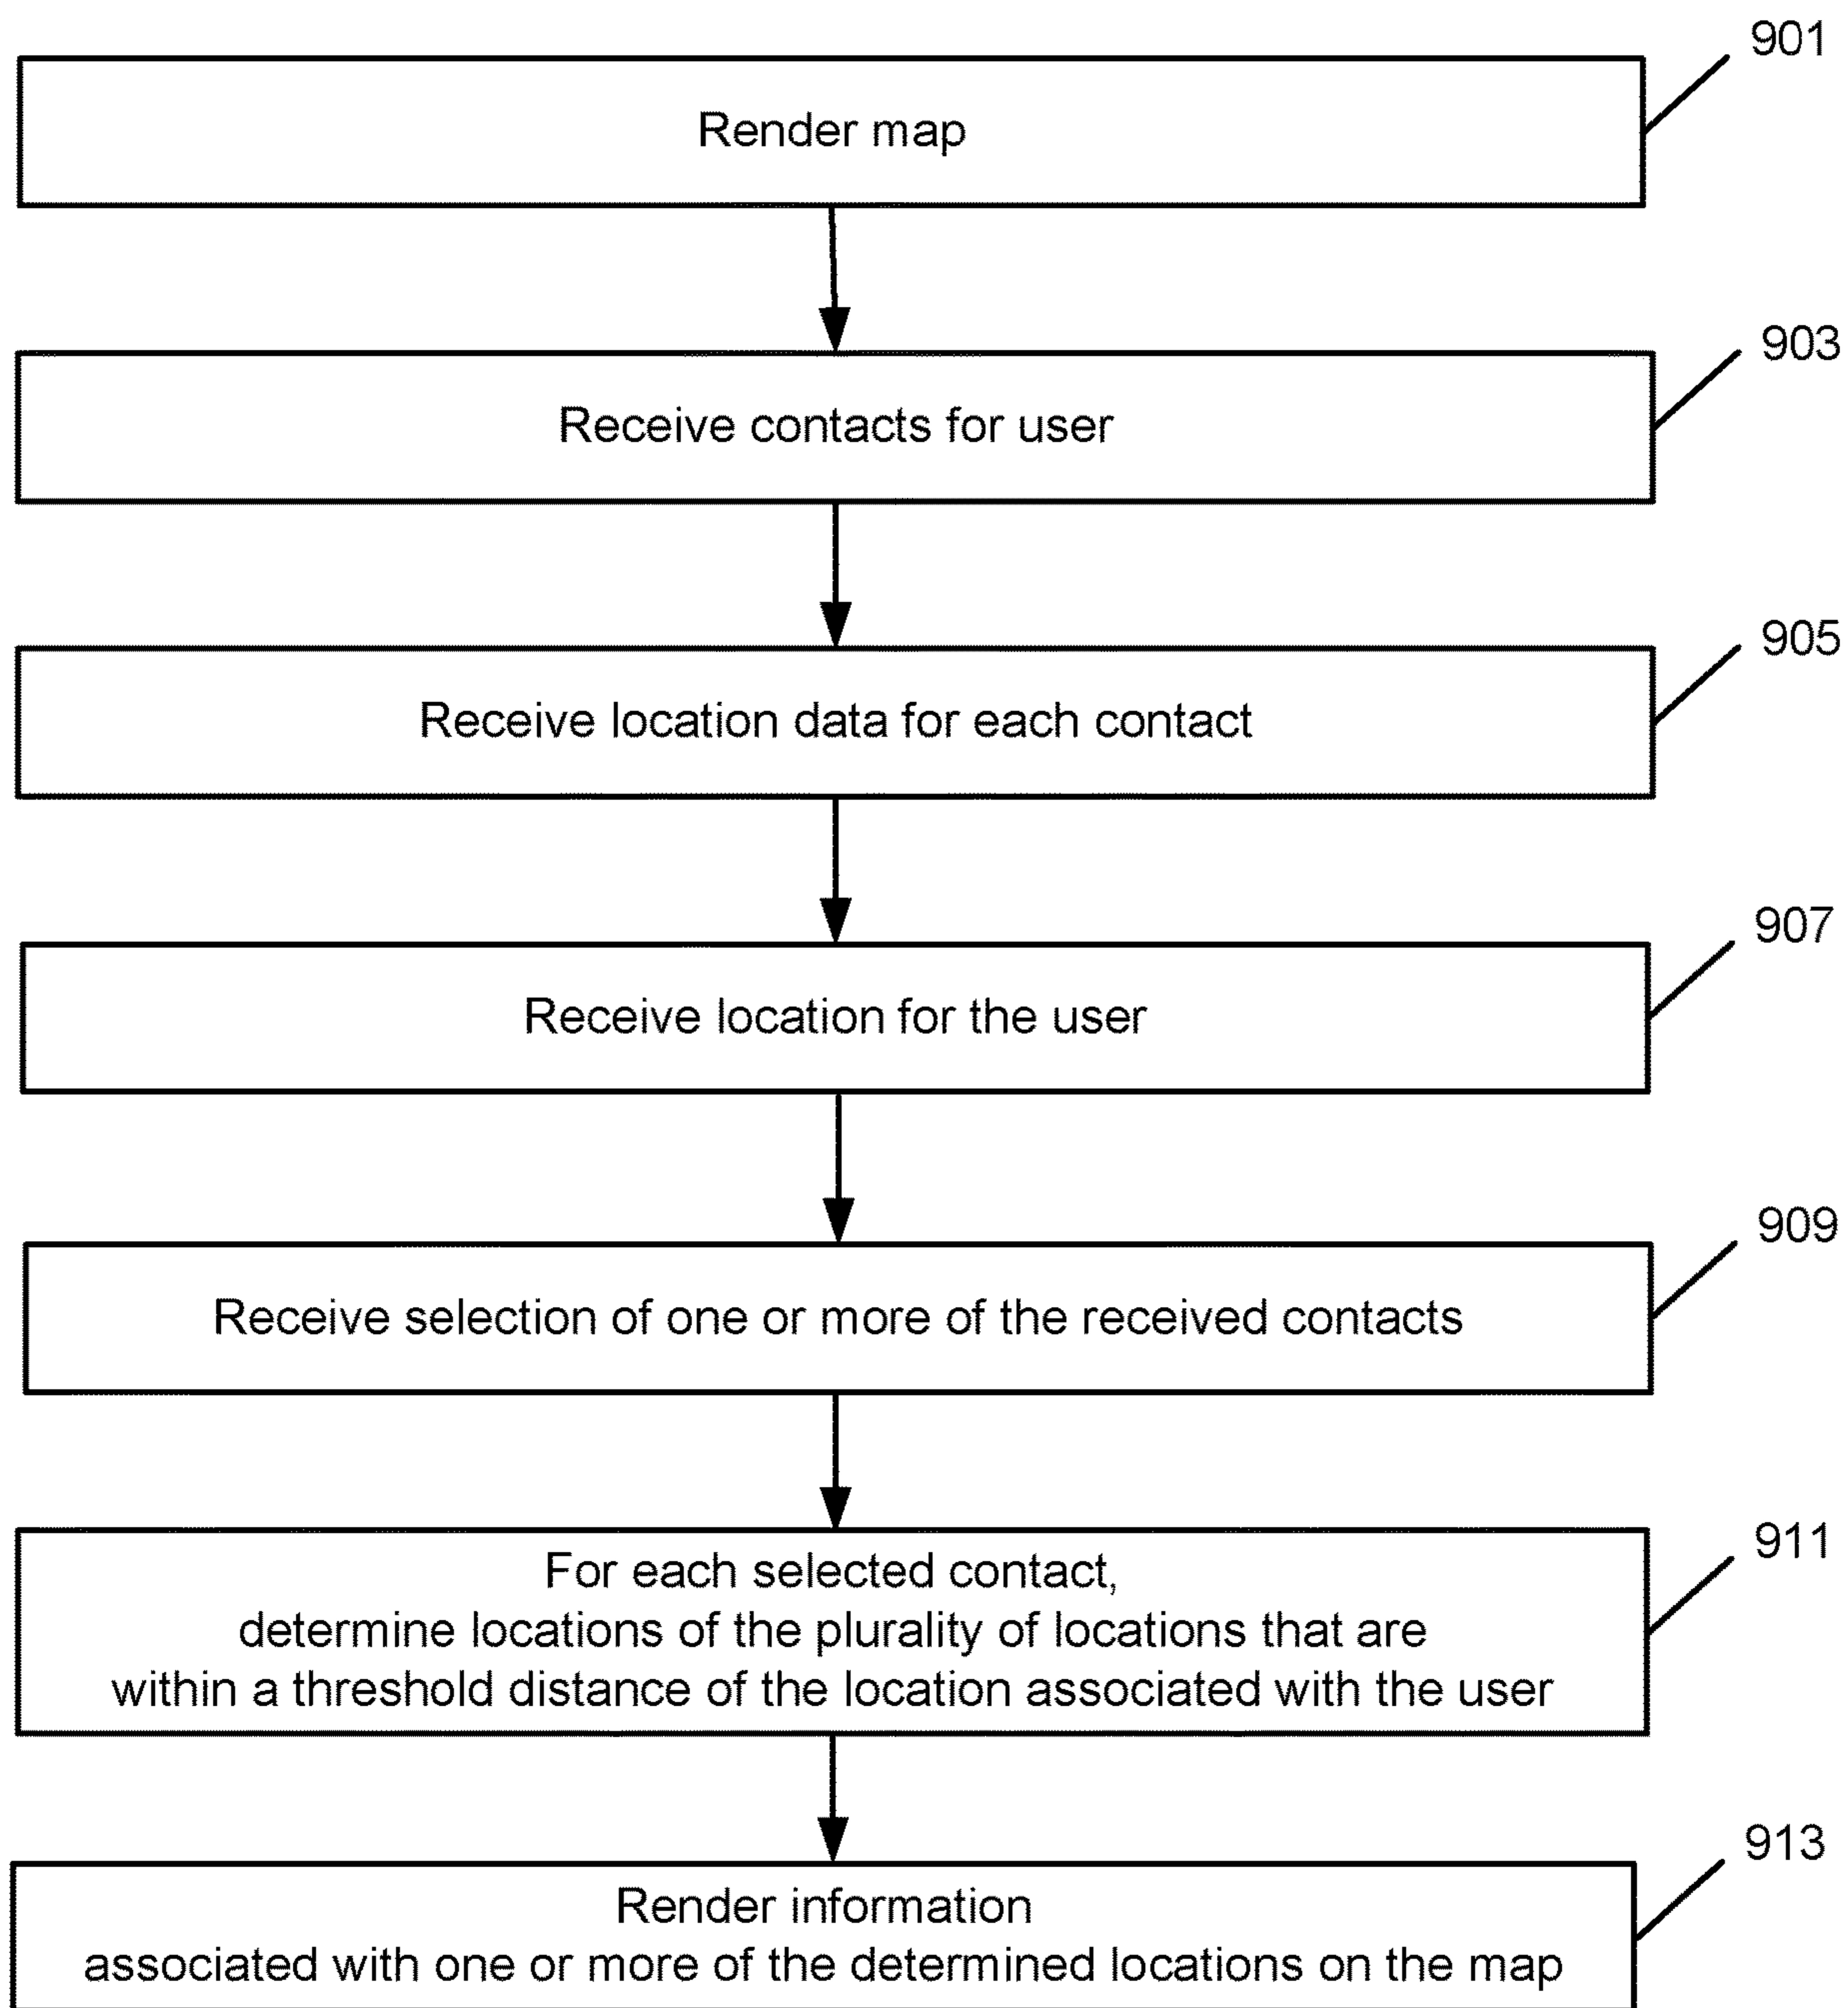 901
Render map
903
Receive contacts for user
905
Receive location data for each contact
907
Receive location for the user
909
Receive selection of one or more of the received contacts
911
For each selected contact,
determine locations of the plurality of locations that are
within a threshold distance of the location associated with the user
913
Render information
associated with one or more of the determined locations on the map